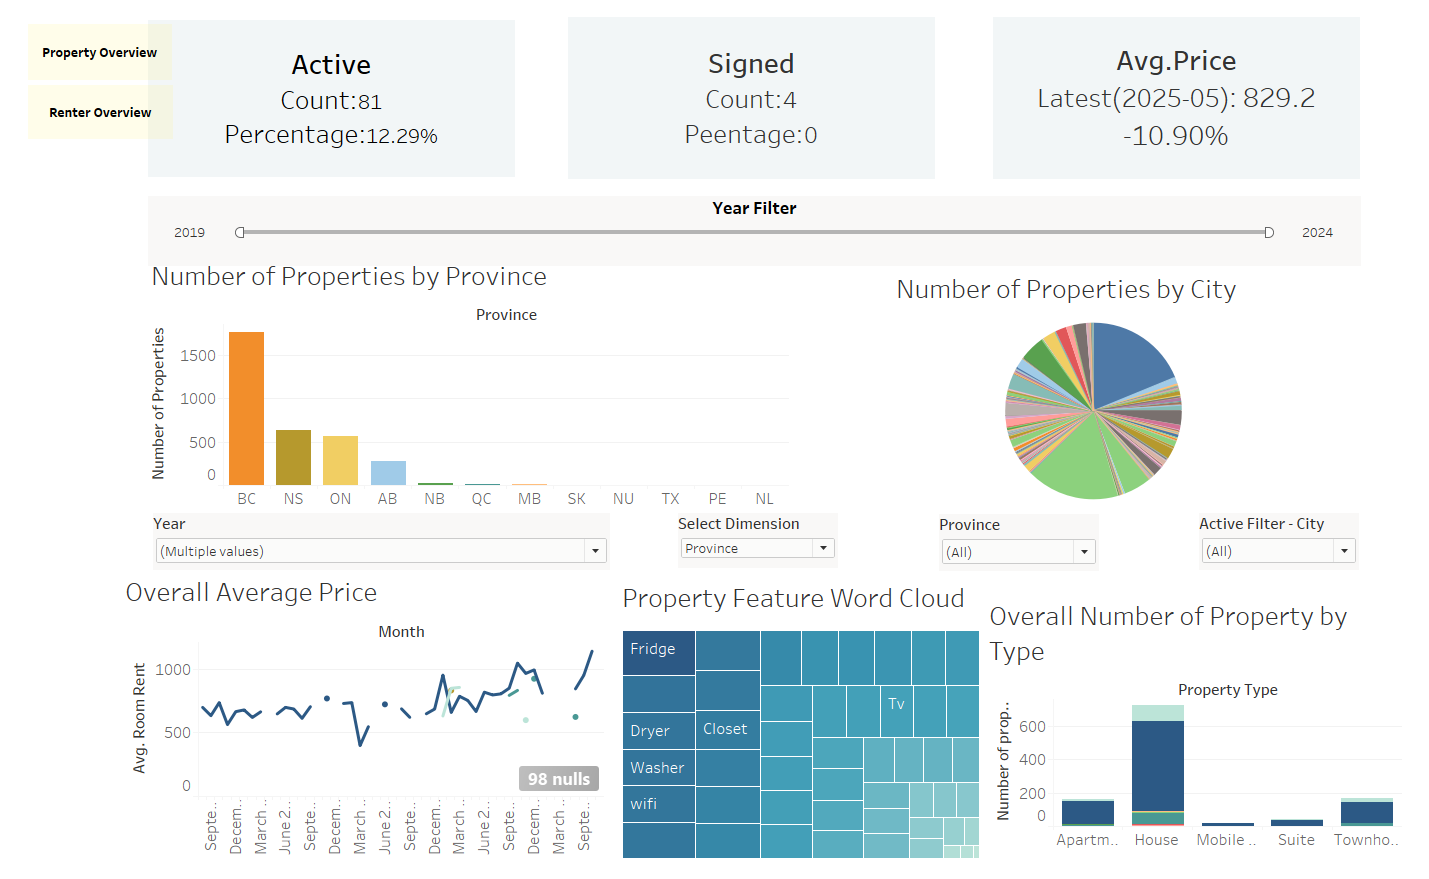 Property Overview
Renter Overview
Active
Count:81
Percentage:12.29%
Signed
Count:4
Peentage:0
Avg.Price
Latest(2025-05): 829.2
-10.90%
Year Filter
2019
2024
Number of Properties by Province
Province
Number of Properties
1500
1000
500
0
BC NS ON AB NB QC MB SK NU TX PE NL
Number of Properties by City
Year
(Multiple values)
Select Dimension
Province
Province
(All)
Active Filter - City
(All)
Overall Average Price
Month
Avg. Room Rent
1000
500
0
98 nulls
Septe.. Decem.. March .. June 2.. Septe.. Decem.. March .. June 2.. Septe.. Decem.. March .. June 2.. Septe.. Decem.. March .. Septe..
Property Feature Word Cloud
Fridge
Dryer
Washer
wifi
Closet
Tv
Overall Number of Property by
Type
Property Type
Number of prop..
600
400
200
0
Apartm.. House Mobile .. Suite Townho..